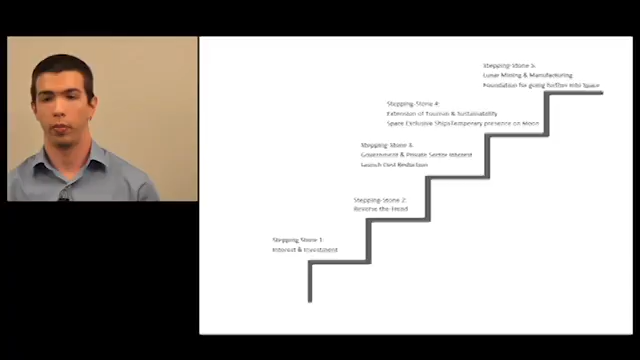 Stepping-Stone 5:
Lunar Mining & Manufacturing
Foundation for going further into Space
Stepping-Stone 4:
Extension of Tourism & Sustainability
Space Exclusive Ships Temporary presence on Moon
Stepping-Stone 3:
Government & Private Sector Interest
Launch Cost Reduction
Stepping-Stone 2:
Reserve the
Stepping Stone 1:
Interest & Investment